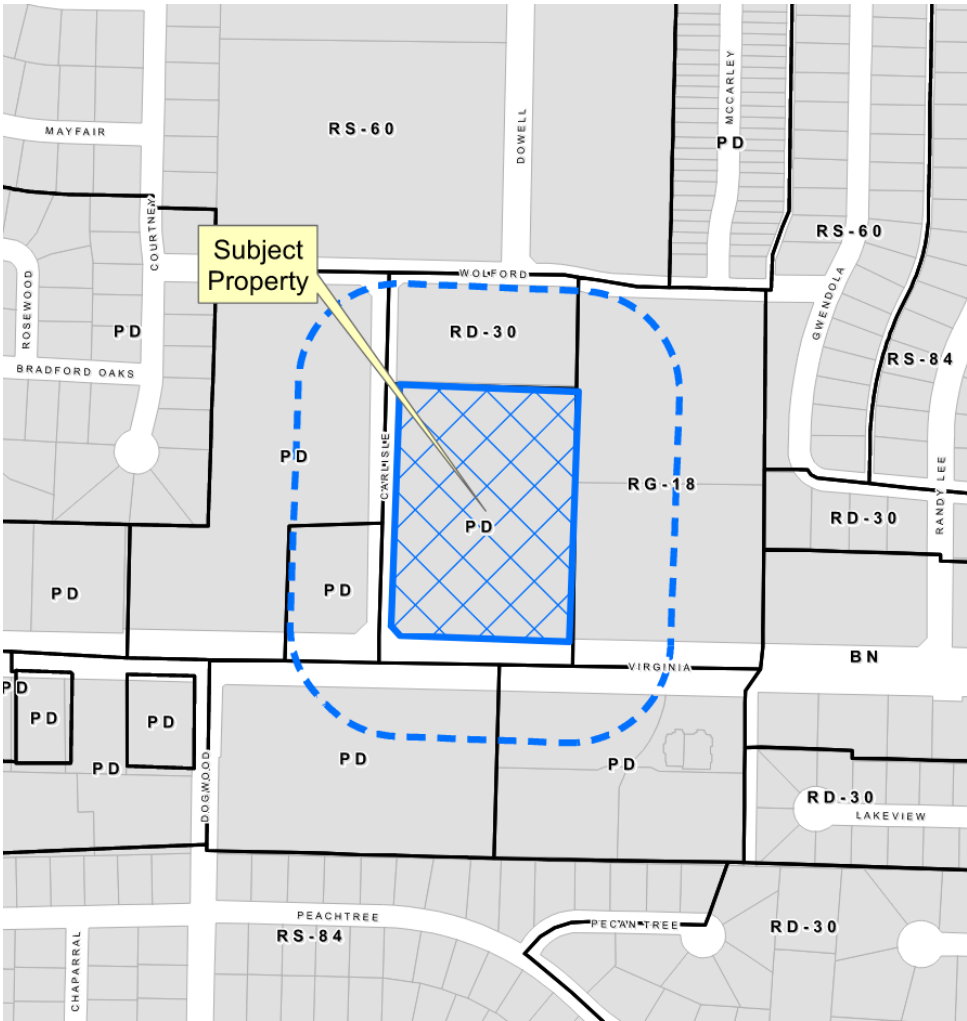 RS-60
DOWELL
MCCARLEY
MAYFAIR
PD
COURTNEY
RS-60
Subject
Property
ROSEWOOD
WOLFORD
GWENDOLA
PD
RD-30
RS-84
BRADFORD OAKS
CARLISLE
PD
RG-18
RANDY LEE
RD-30
PD
PD
PD
BN
VIRGINIA
PD
PD
PD
PD
PD
PD
DOGWOOD
RD-30
LAKEVIEW
PEACHTREE
PECAN TREE
RD-30
RS-84
CHAPARRAL